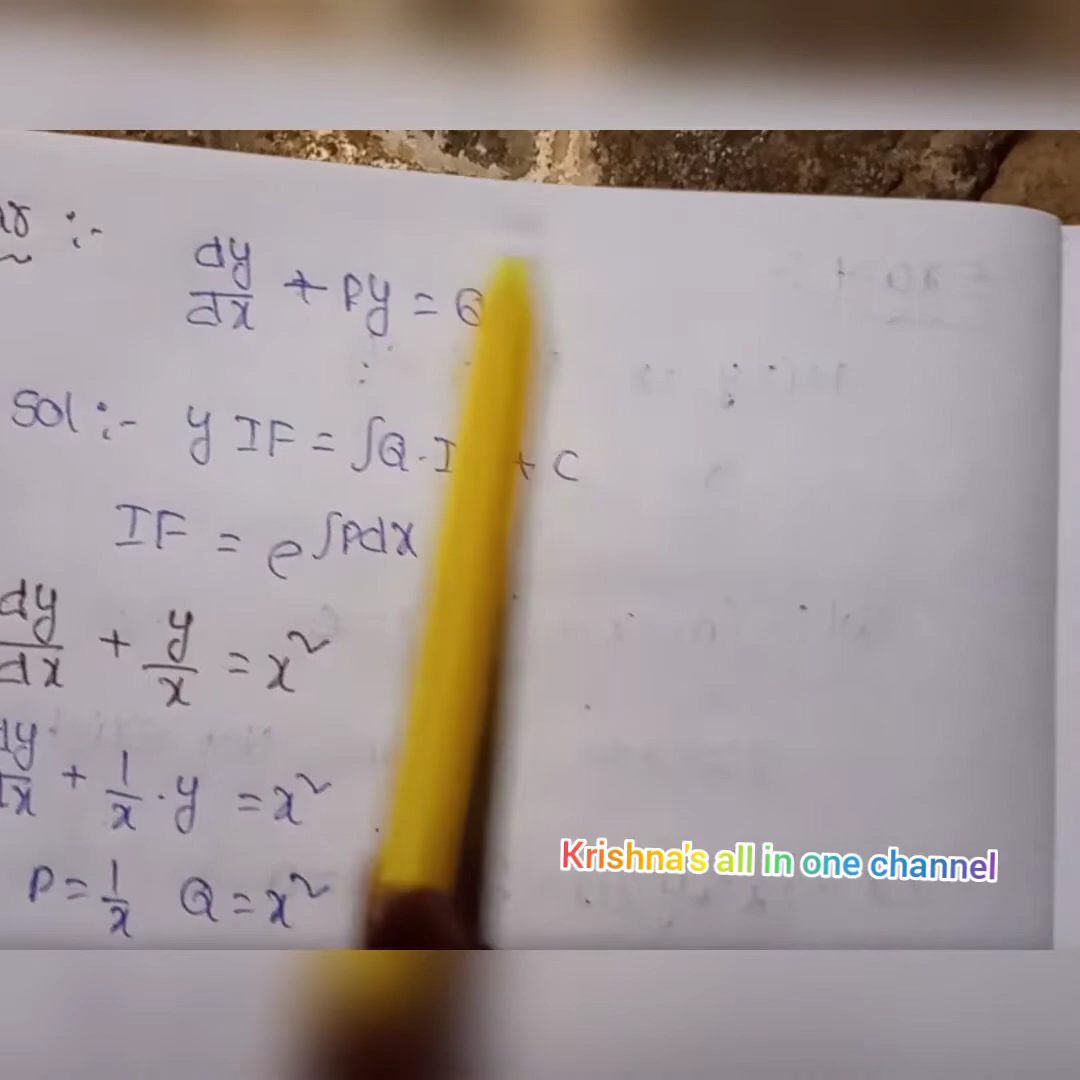 dy/dx + Py = Q
Sol :- y IF = ∫Q · I + C
IF = e^∫Pdx
dy/dx + y/x = x²
dy/dx + 1/x · y = x²
P = 1/x Q = x²
Krishna's all in one channel